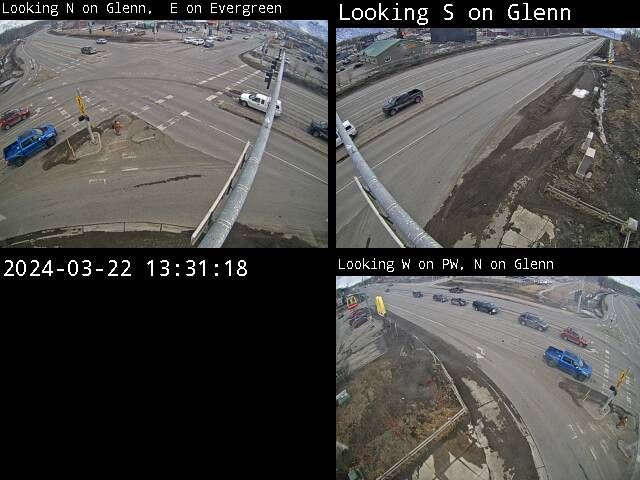 Looking N on Glenn,  E on Evergreen
Looking S on Glenn
2024-03-22 13:31:18
Looking W on PW, N on Glenn